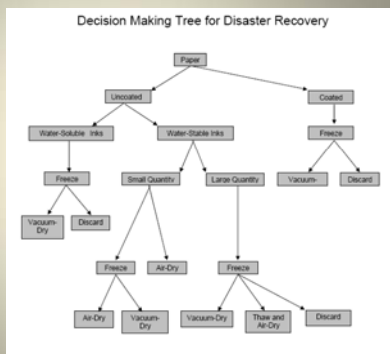 Decision Making Tree for Disaster Recovery
Paper
Uncoated
Coated
Water-Soluble Inks
Water-Stable Inks
Freeze
Freeze
Small Quantity
Large Quantity
Vacuum-
Discard
Vacuum-
Dry
Discard
Freeze
Air-Dry
Freeze
Air-Dry
Vacuum-
Dry
Vacuum-Dry
Thaw and
Air-Dry
Discard